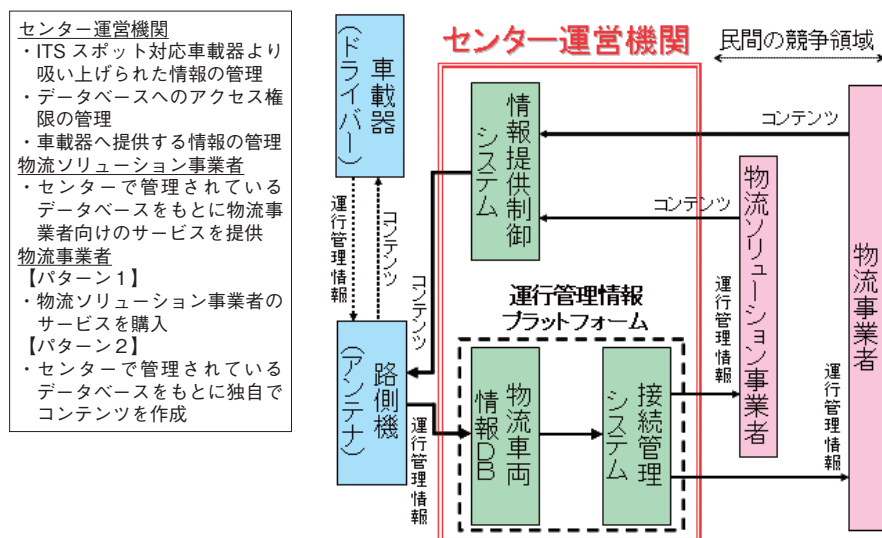 センター運営機関
・ITS スポット対応車載器より
吸い上げられた情報の管理
・データベースへのアクセス権
限の管理
・車載器へ提供する情報の管理
物流ソリューション事業者
・センターで管理されている
データベースをもとに物流事
業者向けのサービスを提供
物流事業者
【パターン1】
・物流ソリューション事業者の
サービスを購入
【パターン2】
・センターで管理されている
データベースをもとに独自で
コンテンツを作成
車載器
(ドライバー)
センター運営機関
民間の競争領域
情報提供制御
システム
コンテンツ
コンテンツ
運行管理情報
コンテンツ
コンテンツ
物流ソリューション事業者
物流事業者
運行管理情報
プラットフォーム
運行管理情報
運行管理情報
路側機
(アンテナ)
運行管理情報
物流車両
情報DB
接続管理
システム